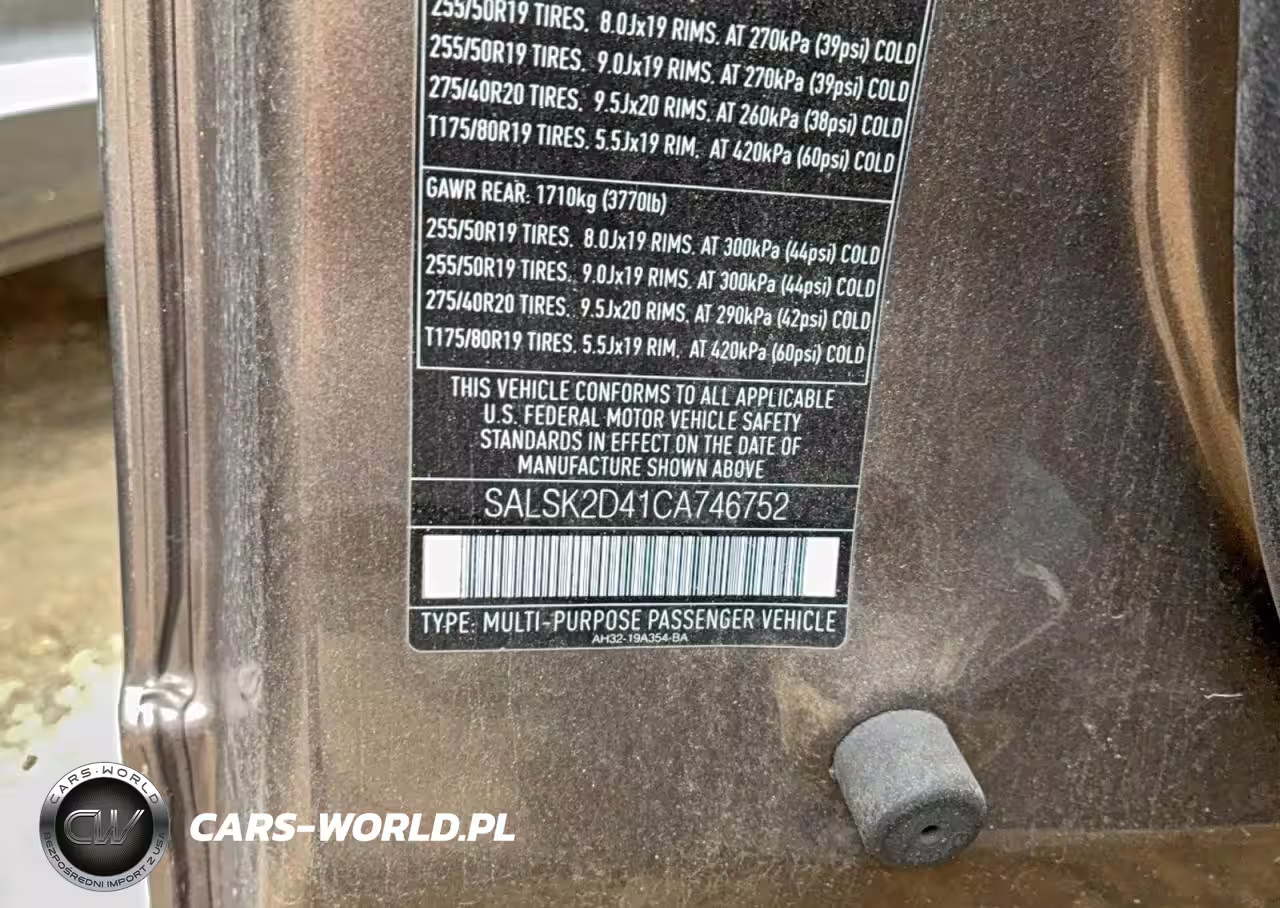 255/50R19 TIRES. 8.0Jx19 RIMS. AT 270kPa (39psi) COLD
255/50R19 TIRES. 9.0Jx19 RIMS. AT 270kPa (39psi) COLD
275/40R20 TIRES. 9.5Jx20 RIMS. AT 260kPa (38psi) COLD
T175/80R19 TIRES. 5.5Jx19 RIM. AT 420kPa (60psi) COLD
GAWR REAR: 1710kg (3770lb)
255/50R19 TIRES. 8.0Jx19 RIMS. AT 300kPa (44psi) COLD
255/50R19 TIRES. 9.0Jx19 RIMS. AT 300kPa (44psi) COLD
275/40R20 TIRES. 9.5Jx20 RIMS. AT 290kPa (42psi) COLD
T175/80R19 TIRES. 5.5Jx19 RIM. AT 420kPa (60psi) COLD
THIS VEHICLE CONFORMS TO ALL APPLICABLE
U.S. FEDERAL MOTOR VEHICLE SAFETY
STANDARDS IN EFFECT ON THE DATE OF
MANUFACTURE SHOWN ABOVE
SALSK2D41CA746752
TYPE: MULTI-PURPOSE PASSENGER VEHICLE
AH32-19A354-BA
CARS-WORLD
CW
BEZPOŚREDNI IMPORT Z USA
CARS-WORLD.PL